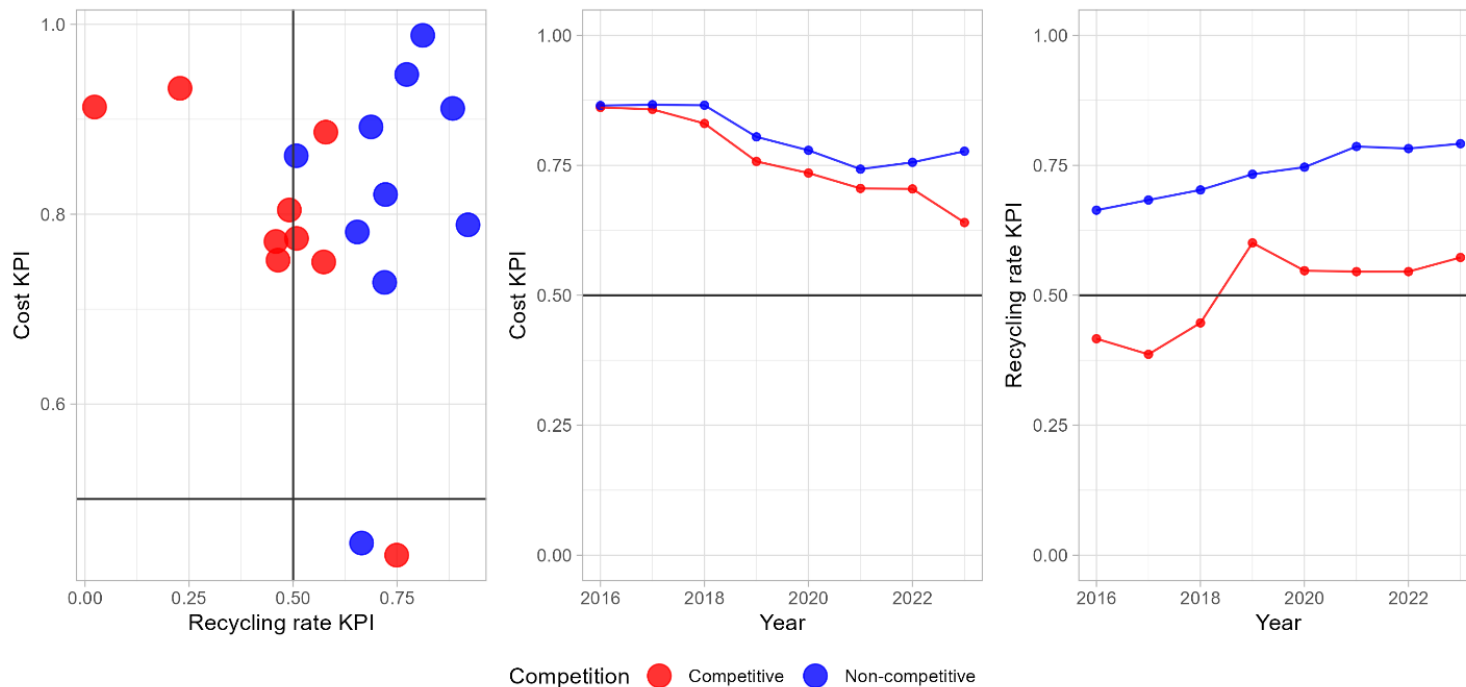 Cost KPI
1.0
0.8
0.6
0.00 0.25 0.50 0.75
Recycling rate KPI
Cost KPI
1.00
0.75
0.50
0.25
0.00
2016 2018 2020 2022
Year
Recycling rate KPI
1.00
0.75
0.50
0.25
0.00
2016 2018 2020 2022
Year
Competition Competitive Non-competitive